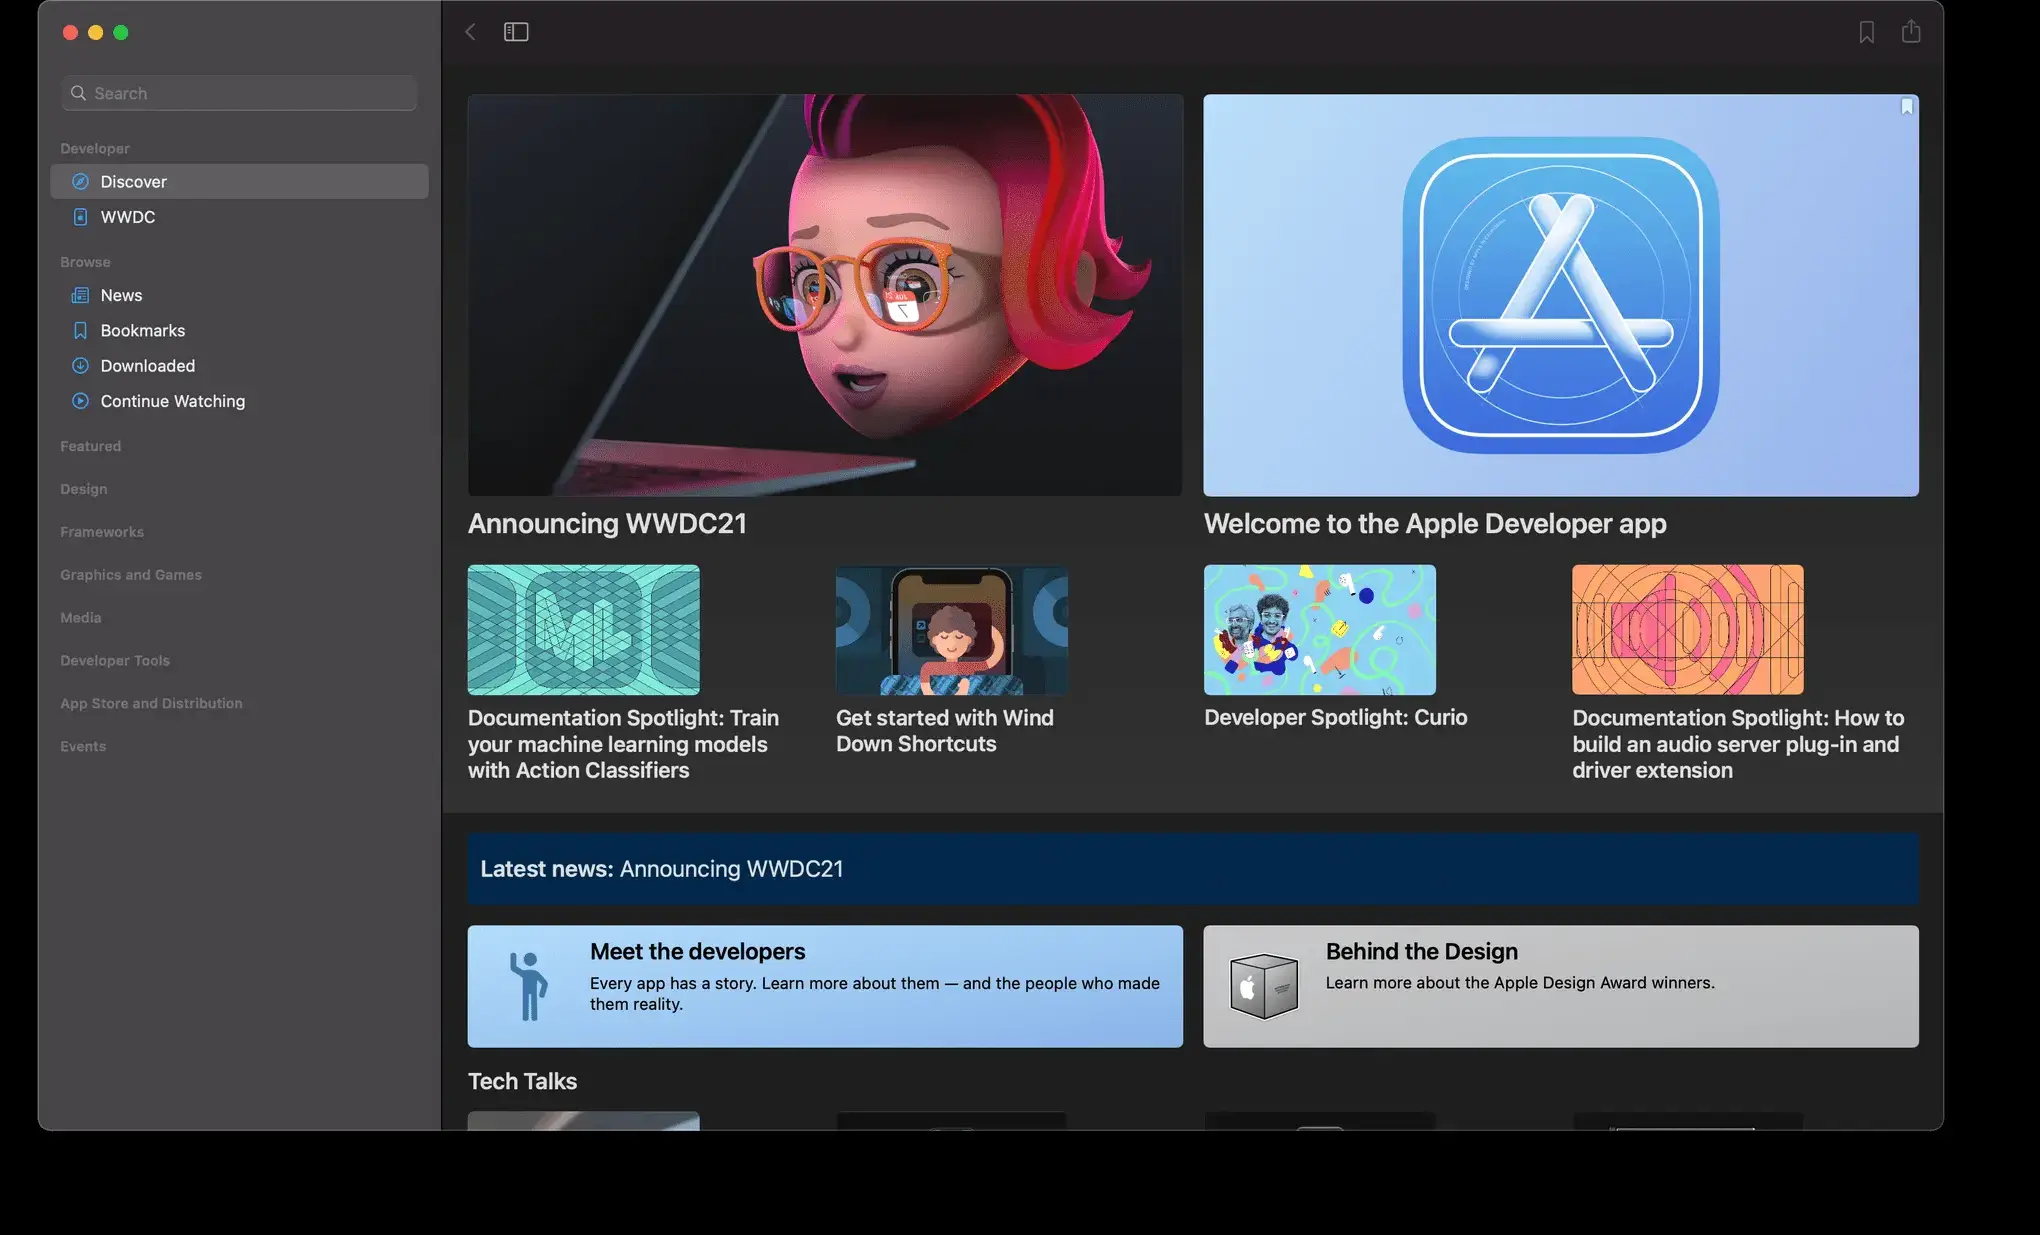 Search
Developer
Discover
WWDC
Browse
News
Bookmarks
Downloaded
Continue Watching
Featured
Design
Frameworks
Graphics and Games
Media
Developer Tools
App Store and Distribution
Events
JUL
7
Announcing WWDC21
Welcome to the Apple Developer app
ML
Documentation Spotlight: Train
your machine learning models
with Action Classifiers
Get started with Wind
Down Shortcuts
Developer Spotlight: Curio
Documentation Spotlight: How to
build an audio server plug-in and
driver extension
Latest news: Announcing WWDC21
Meet the developers
Every app has a story. Learn more about them — and the people who made
them reality.
Behind the Design
Learn more about the Apple Design Award winners.
Tech Talks